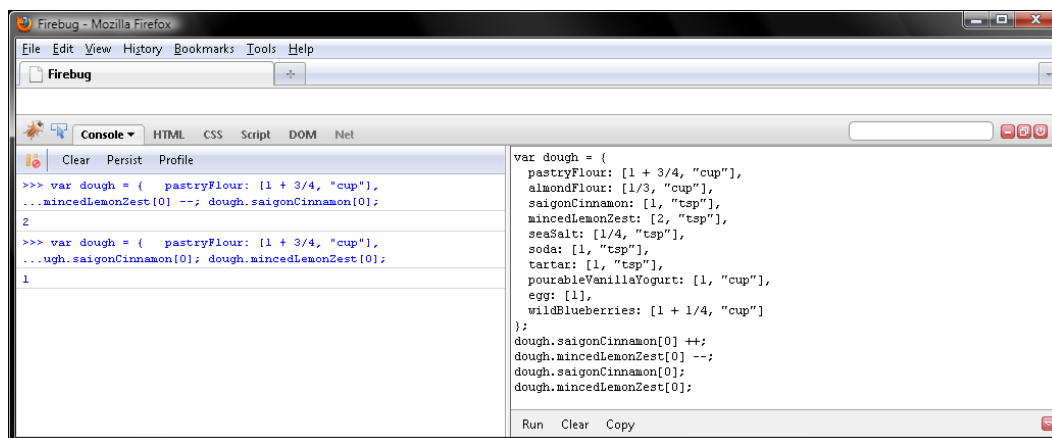 Firebug - Mozilla Firefox
File Edit View History Bookmarks Tools Help
Firebug
Console HTML CSS Script DOM Net
Clear Persist Profile
>>> var dough = {   pastryFlour: [1 + 3/4, "cup"],
...mincedLemonZest[0] --; dough.saigonCinnamon[0];
2
>>> var dough = {   pastryFlour: [1 + 3/4, "cup"],
...ugh.saigonCinnamon[0]; dough.mincedLemonZest[0];
1
var dough = {
  pastryFlour: [1 + 3/4, "cup"],
  almondFlour: [1/3, "cup"],
  saigonCinnamon: [1, "tsp"],
  mincedLemonZest: [2, "tsp"],
  seaSalt: [1/4, "tsp"],
  soda: [1, "tsp"],
  tartar: [1, "tsp"],
  pourableVanillaYogurt: [1, "cup"],
  egg: [1],
  wildBlueberries: [1 + 1/4, "cup"]
};
dough.saigonCinnamon[0] ++;
dough.mincedLemonZest[0] --;
dough.saigonCinnamon[0];
dough.mincedLemonZest[0];
Run Clear Copy